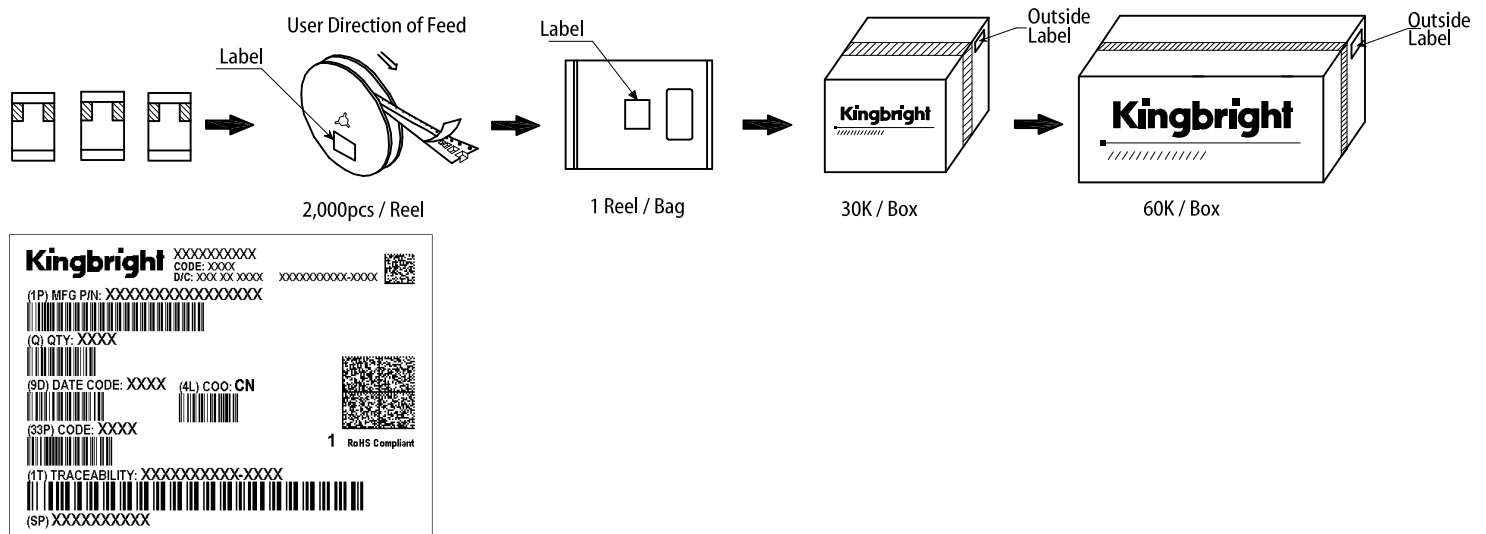 User Direction of Feed
Label
Label
Outside
Label
Outside
Label
Kingbright
Kingbright
2,000pcs / Reel
1 Reel / Bag
30K / Box
60K / Box
Kingbright
XXXXXXXXXX
CODE: XXXX
D/C: XXX XX XXXX
XXXXXXXXXX-XXXX
(1P) MFG P/N: XXXXXXXXXXXXXXXX
(Q) QTY: XXXX
(9D) DATE CODE: XXXX
(4L) COO: CN
(33P) CODE: XXXX
1 RoHS Compliant
(1T) TRACEABILITY: XXXXXXXXXX-XXXX
(SP) XXXXXXXXXX